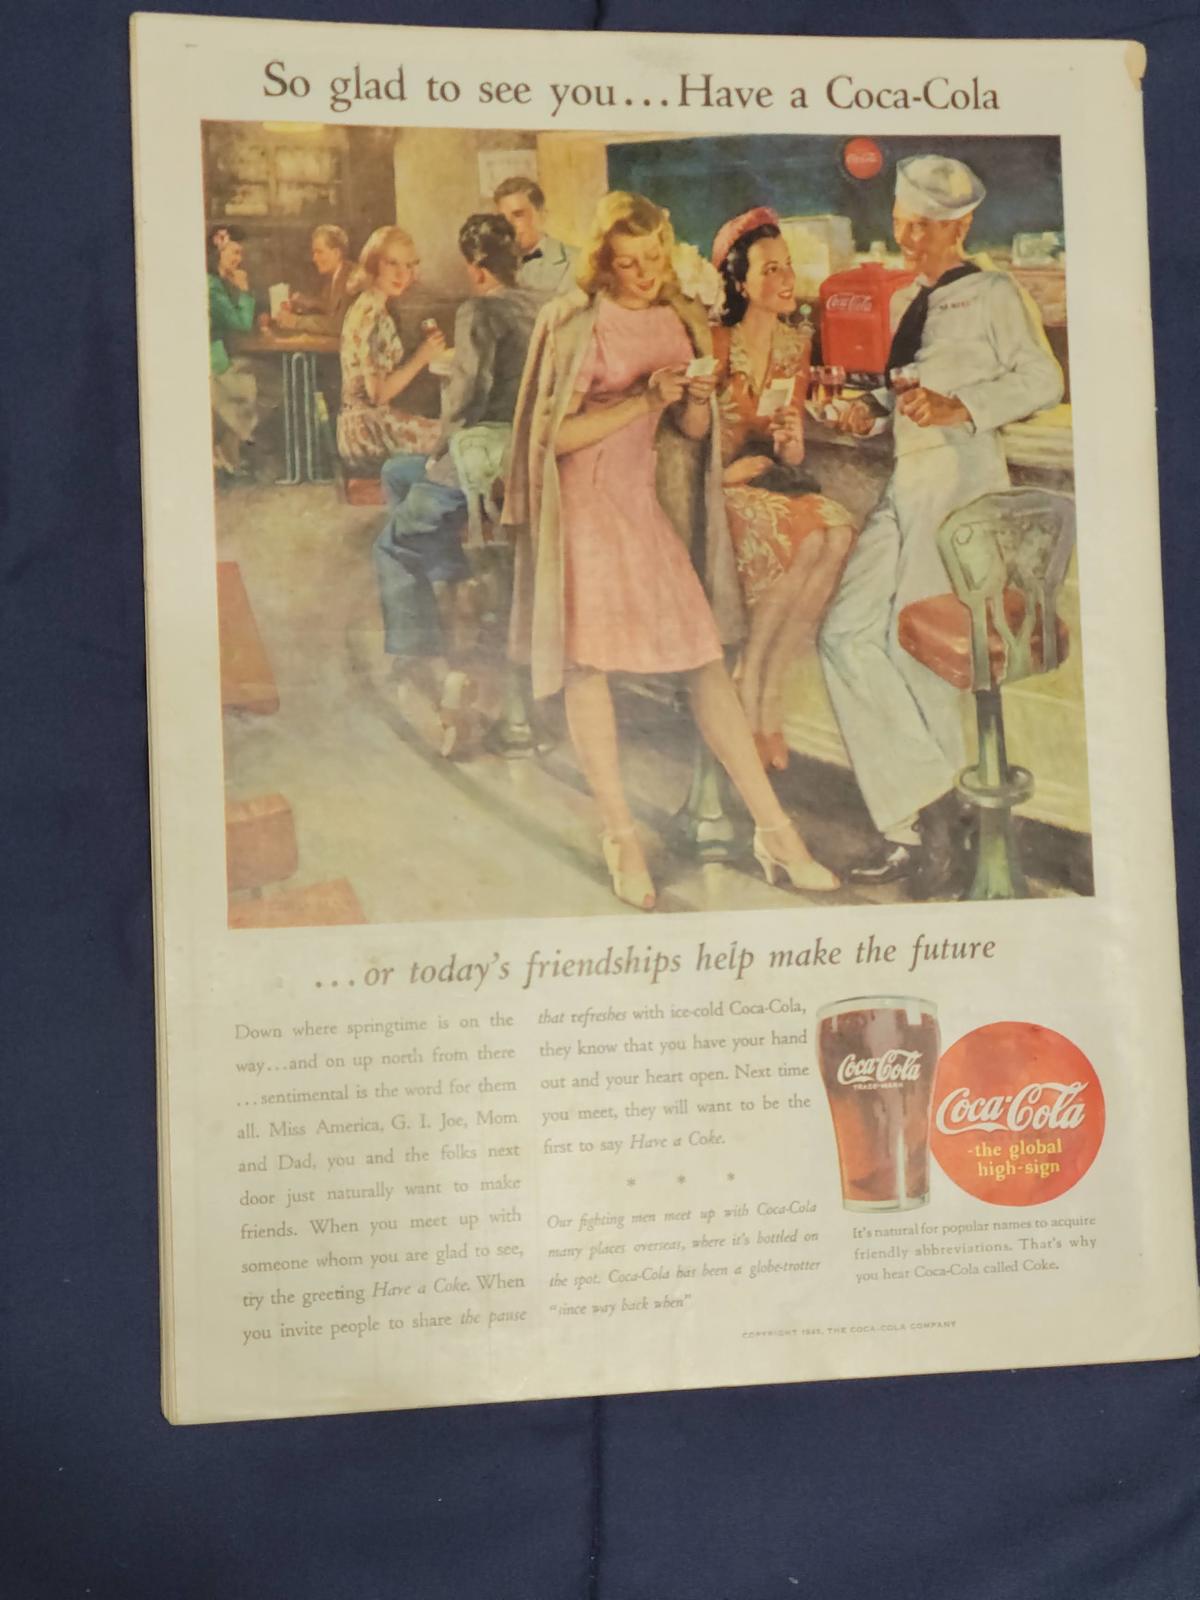 So glad to see you...Have a Coca-Cola
Coca-Cola
Coca-Cola
...or today's friendships help make the future
Down where springtime is on the
way...and on up north from there
...sentimental is the word for them
all. Miss America, G. I. Joe, Mom
and Dad, you and the folks next
door just naturally want to make
friends. When you meet up with
someone whom you are glad to see,
try the greeting Have a Coke. When
you invite people to share the pause
that refreshes with ice-cold Coca-Cola,
they know that you have your hand
out and your heart open. Next time
you meet, they will want to be the
first to say Have a Coke.
* * *
Our fighting men meet up with Coca-Cola
many places overseas, where it's bottled on
the spot. Coca-Cola has been a globe-trotter
"since way back when"
Coca-Cola
TRADE-MARK
Coca-Cola
-the global
high-sign
It's natural for popular names to acquire
friendly abbreviations. That's why
you hear Coca-Cola called Coke.
COPYRIGHT 1945, THE COCA-COLA COMPANY